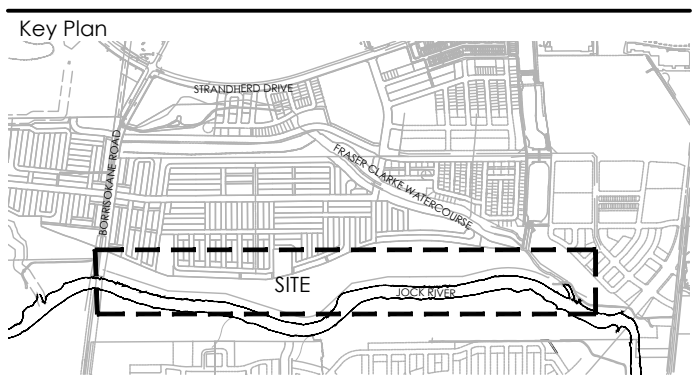 Key Plan
STRANDHERD DRIVE
BORRISOKANE ROAD
FRASER CLARKE WATERCOURSE
SITE
JOCK RIVER